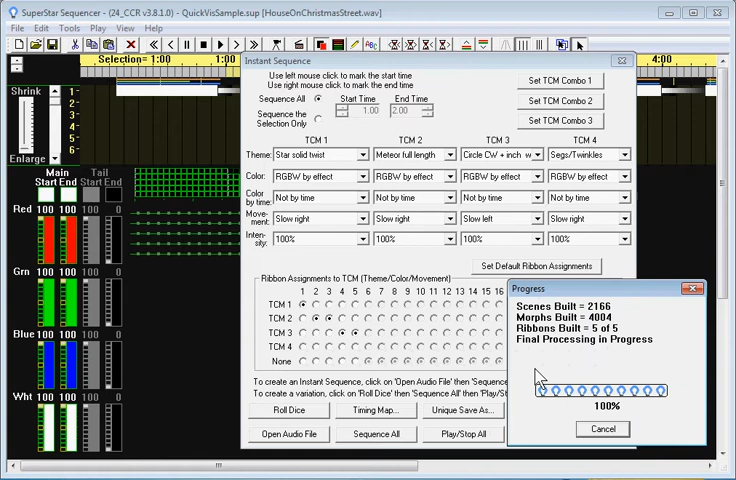 SuperStar Sequencer - (24_CCR v3.8.1.0) - QuickVisSample.sup [HouseOnChristmasStreet.wav]
File Edit Tools Play View Help
Selection= 1:00 1:00 4:00
Shrink
Enlarge
1
2
3
4
5
6
Main Tail
Start End Start End
Red 100 100 0 0
Grn 100 100 0 0
Blue 100 100 0 0
Wht 100 100 0 0
Instant Sequence
Use left mouse click to mark the start time
Use right mouse click to mark the end time
Sequence All
Sequence the Selection Only
Start Time End Time
1.00 2.00
Set TCM Combo 1
Set TCM Combo 2
Set TCM Combo 3
TCM 1 TCM 2 TCM 3 TCM 4
Theme: Star solid twist Meteor full length Circle CW + inch w Segs/Twinkles
Color: RGBW by effect RGBW by effect RGBW by effect RGBW by effect
Color by time: Not by time Not by time Not by time Not by time
Move-ment: Slow right Slow right Slow left Slow right
Inten-sity: 100% 100% 100% 100%
Set Default Ribbon Assignments
Ribbon Assignments to TCM (Theme/Color/Movement)
1 2 3 4 5 6 7 8 9 10 11 12 13 14 15 16
TCM 1
TCM 2
TCM 3
TCM 4
None
To create an Instant Sequence, click on "Open Audio File" then "Sequence
To create a variation, click on "Roll Dice", then "Sequence All", then "Play/St
Roll Dice Timing Map... Unique Save As...
Open Audio File Sequence All Play/Stop All
Progress
Scenes Built = 2166
Morphs Built = 4004
Ribbons Built = 5 of 5
Final Processing in Progress
100%
Cancel